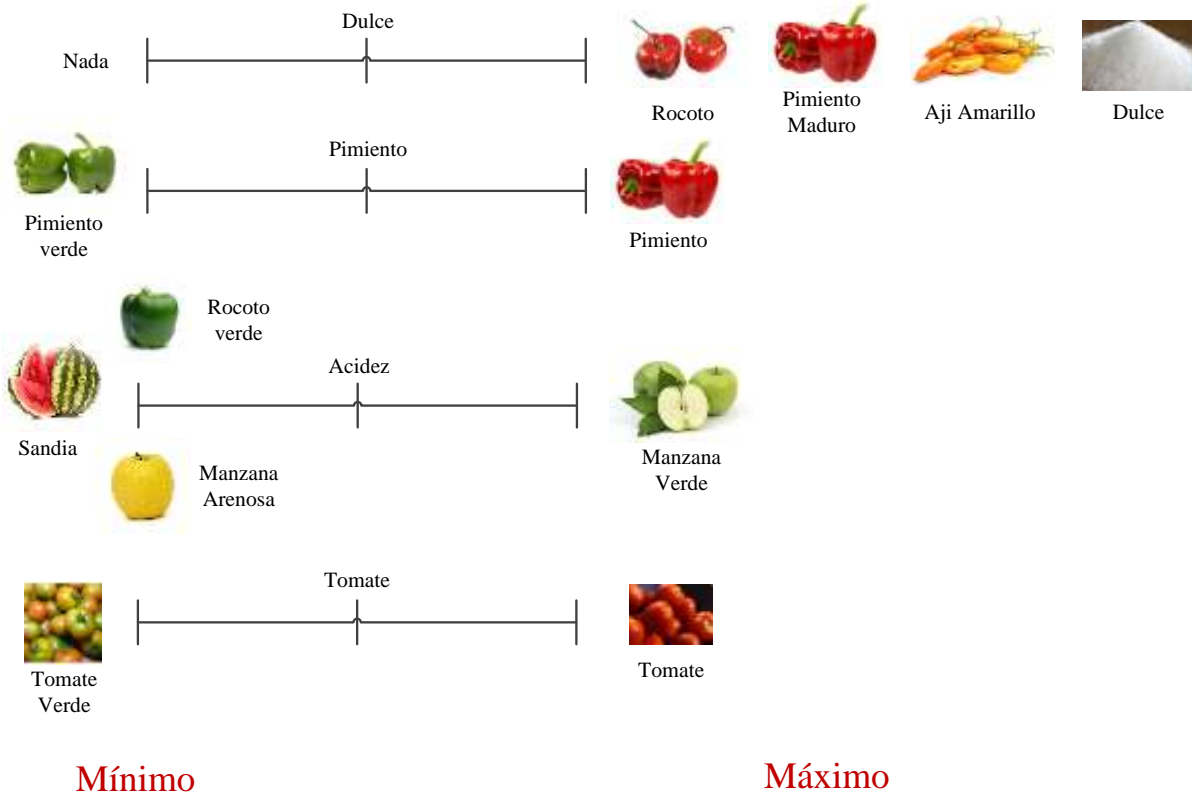 Dulce
Nada
Rocoto
Pimiento
Maduro
Aji Amarillo
Dulce
Pimiento
Pimiento
verde
Pimiento
Rocoto
verde
Acidez
Sandia
Manzana
Arenosa
Manzana
Verde
Tomate
Tomate
Verde
Tomate
Mínimo
Máximo